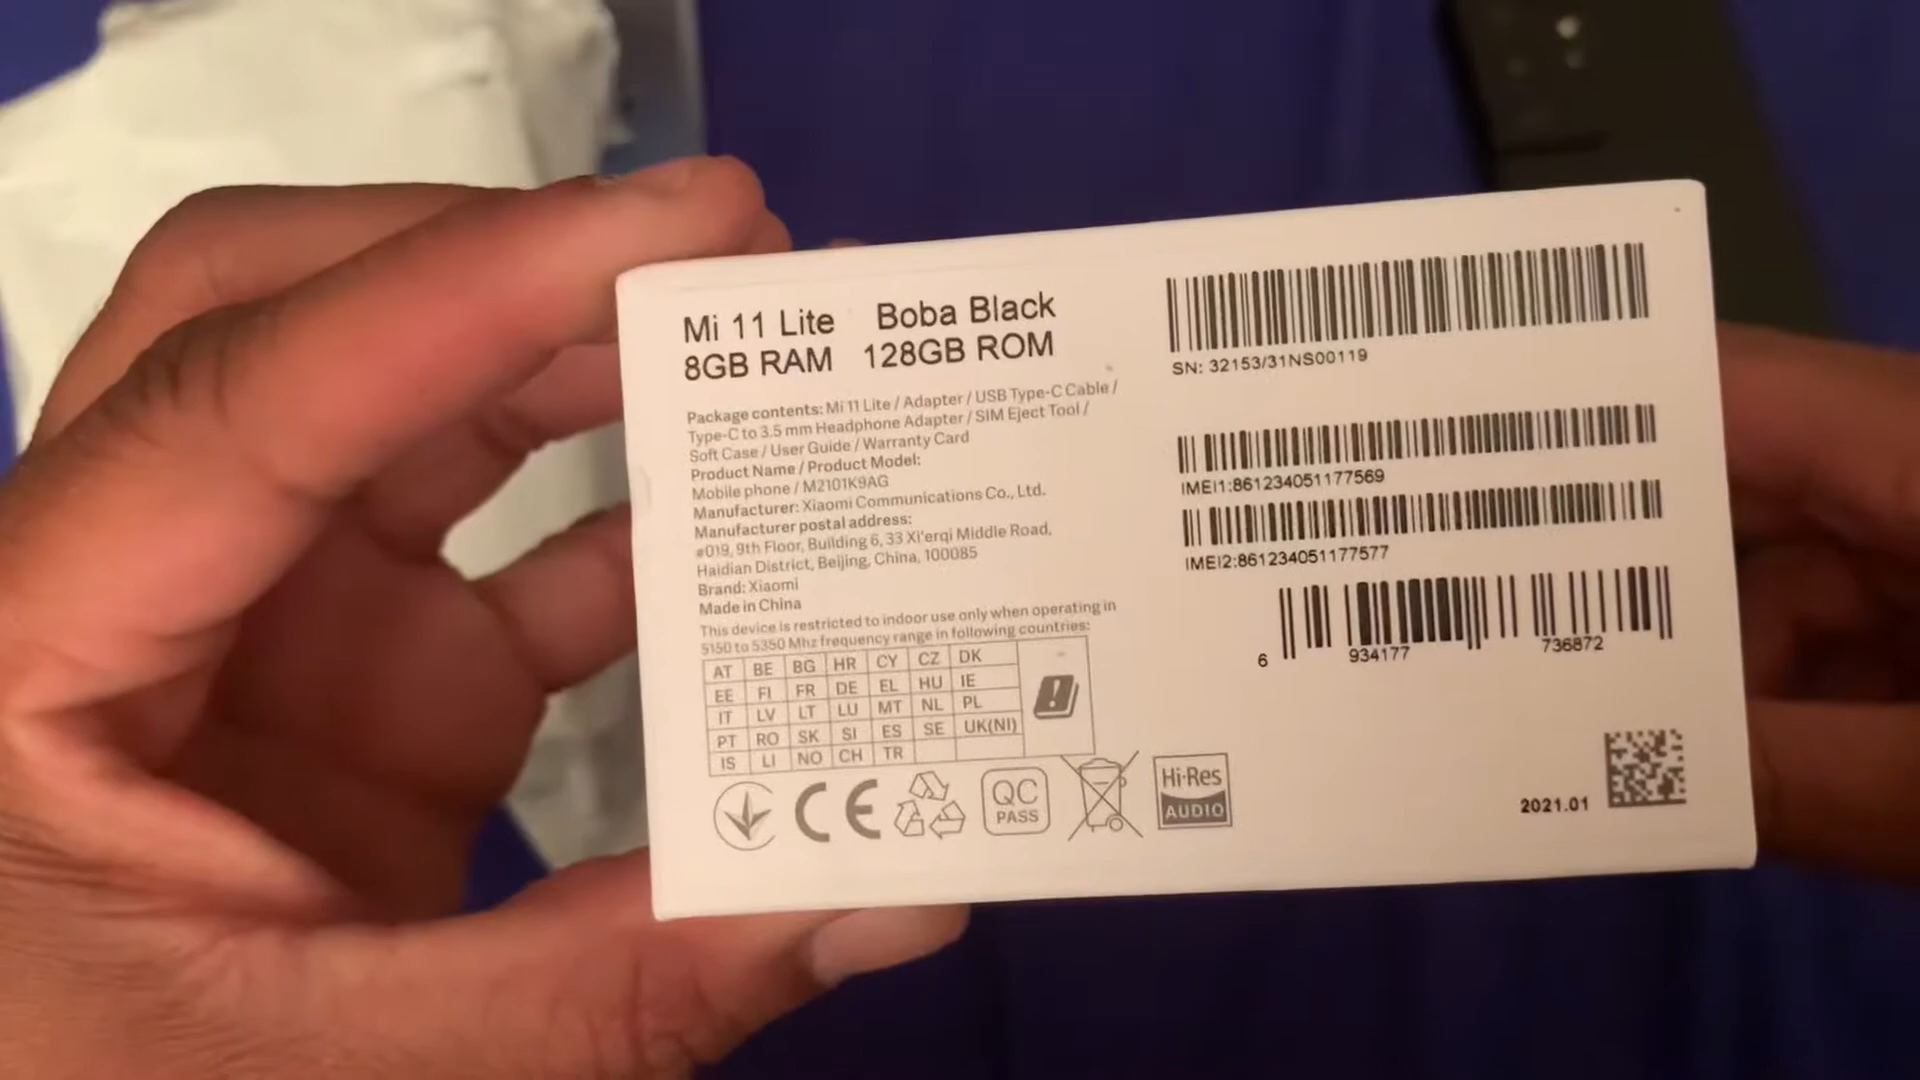 Mi 11 Lite Boba Black
8GB RAM 128GB ROM
Package contents: Mi 11 Lite / Adapter / USB Type-C Cable /
Type-C to 3.5 mm Headphone Adapter / SIM Eject Tool /
Soft Case / User Guide / Warranty Card
Product Name / Product Model:
Mobile phone / M2101K9AG
Manufacturer: Xiaomi Communications Co., Ltd.
Manufacturer postal address:
#019, 9th Floor, Building 6, 33 Xi'erqi Middle Road,
Haidian District, Beijing, China, 100085
Brand: Xiaomi
Made in China
This device is restricted to indoor use only when operating in
5150 to 5350 Mhz frequency range in following countries:
AT BE BG HR CY CZ DK
EE FI FR DE EL HU IE
IT LV LT LU MT NL PL
PT RO SK SI ES SE UK(NI)
IS LI NO CH TR
CE
QC
PASS
Hi-Res
AUDIO
SN: 32153/31NS00119
IMEI1:861234051177569
IMEI2:861234051177577
6 934177 736872
2021.01